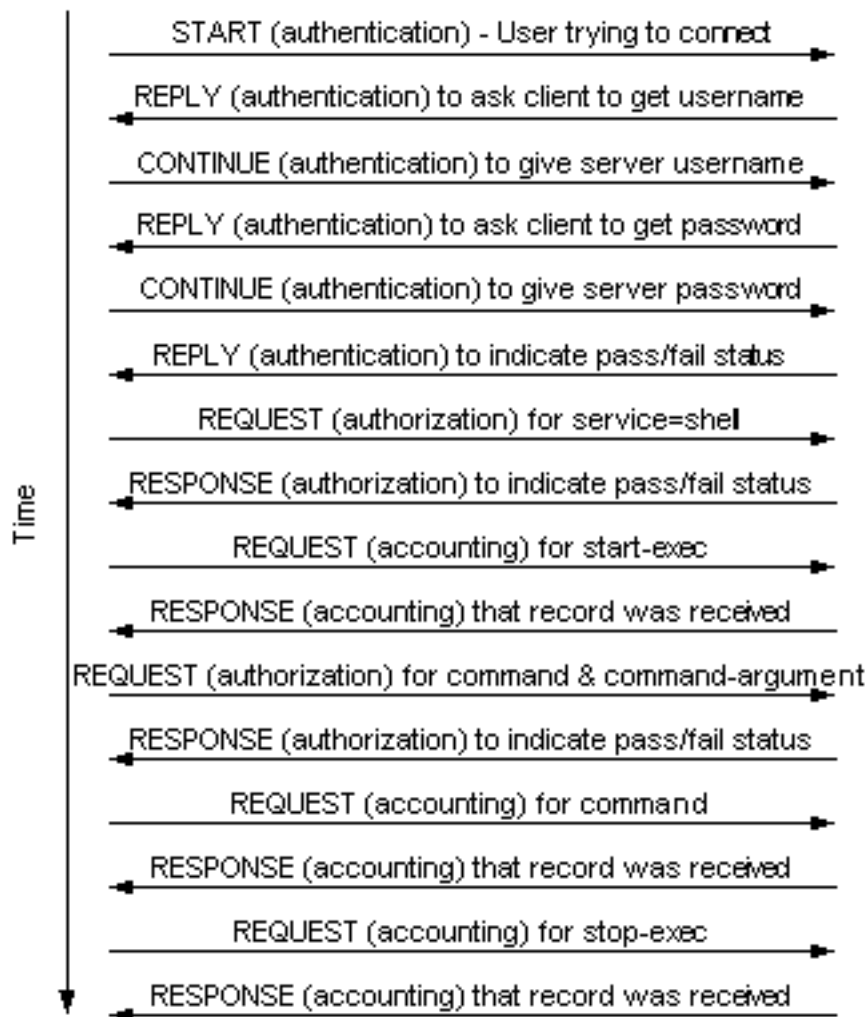 START (authentication) - User trying to connect
REPLY (authentication) to ask client to get username
CONTINUE (authentication) to give server username
REPLY (authentication) to ask client to get password
CONTINUE (authentication) to give server password
REPLY (authentication) to indicate pass/fail status
REQUEST (authorization) for service=shell
RESPONSE (authorization) to indicate pass/fail status
Time
REQUEST (accounting) for start-exec
RESPONSE (accounting) that record was received
REQUEST (authorization) for command & command-argument
RESPONSE (authorization) to indicate pass/fail status
REQUEST (accounting) for command
RESPONSE (accounting) that record was received
REQUEST (accounting) for stop-exec
RESPONSE (accounting) that record was received